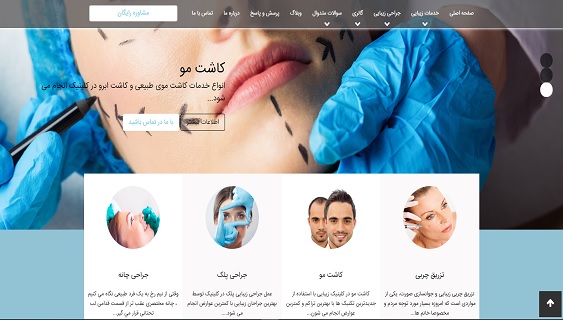 صفحه اصلی
خدمات زیبایی
جراحی زیبایی
گالری
سوالات متدوال
وبلاگ
پرسش و پاسخ
درباره ما
تماس با ما
مشاوره رایگان
کاشت مو
انواع خدمات کاشت موی طبیعی و کاشت ابرو در کلینیک انجام می
شود...
اطلاعات بیشتر
با ما در تماس باشید
تزریق چربی
تزریق چربی زیبایی و جوانسازی صورت، یکی از
مواردی است که امروزه بسیار مورد توجه مردم و
مخصوصا خانم ها...
کاشت مو
کاشت مو در کلینیک زیبایی با استفاده از
جدیدترین تکنیک ها با بهترین تراکم و کمترین
عوارض انجام می شون...
جراحی پلک
عمل جراحی زیبایی پلک در کلینیک توسط
بهترین جراحان زیبایی با کمترین عوارض انجام
می شود...
جراحی چانه
وقتی از نیم رخ به یک فرد طبیعی نگاه می کنیم
، چانه مختصری عقب تر از قسمت قدامی لب
تحتانی قرار می گیر...